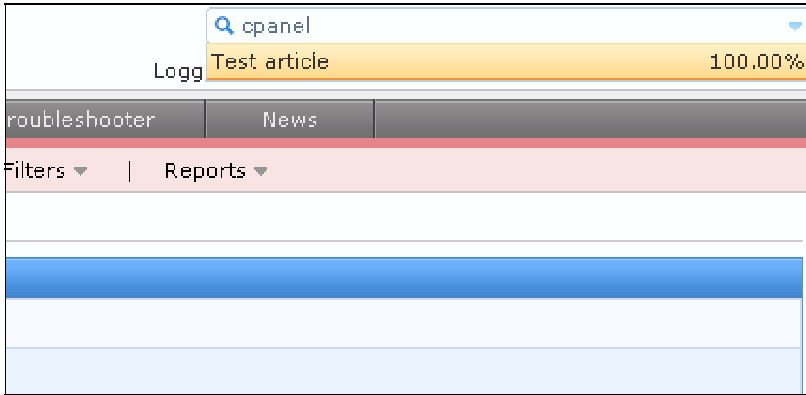 cpanel
Test article 100.00%
Logg
roubleshooter News
Filters | Reports